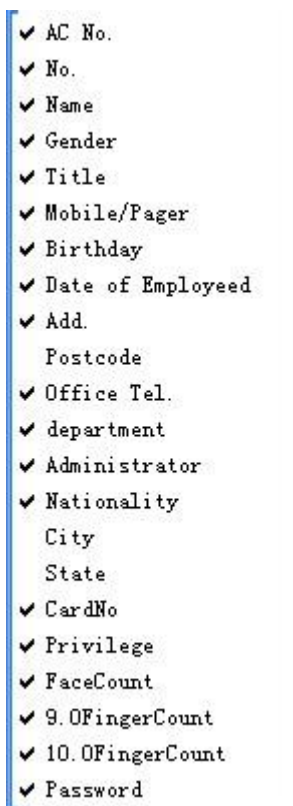 AC No.
No.
Name
Gender
Title
Mobile/Pager
Birthday
Date of Employeed
Add.
Postcode
Office Tel.
department
Administrator
Nationality
City
State
CardNo
Privilege
FaceCount
9.0FingerCount
10.0FingerCount
Password